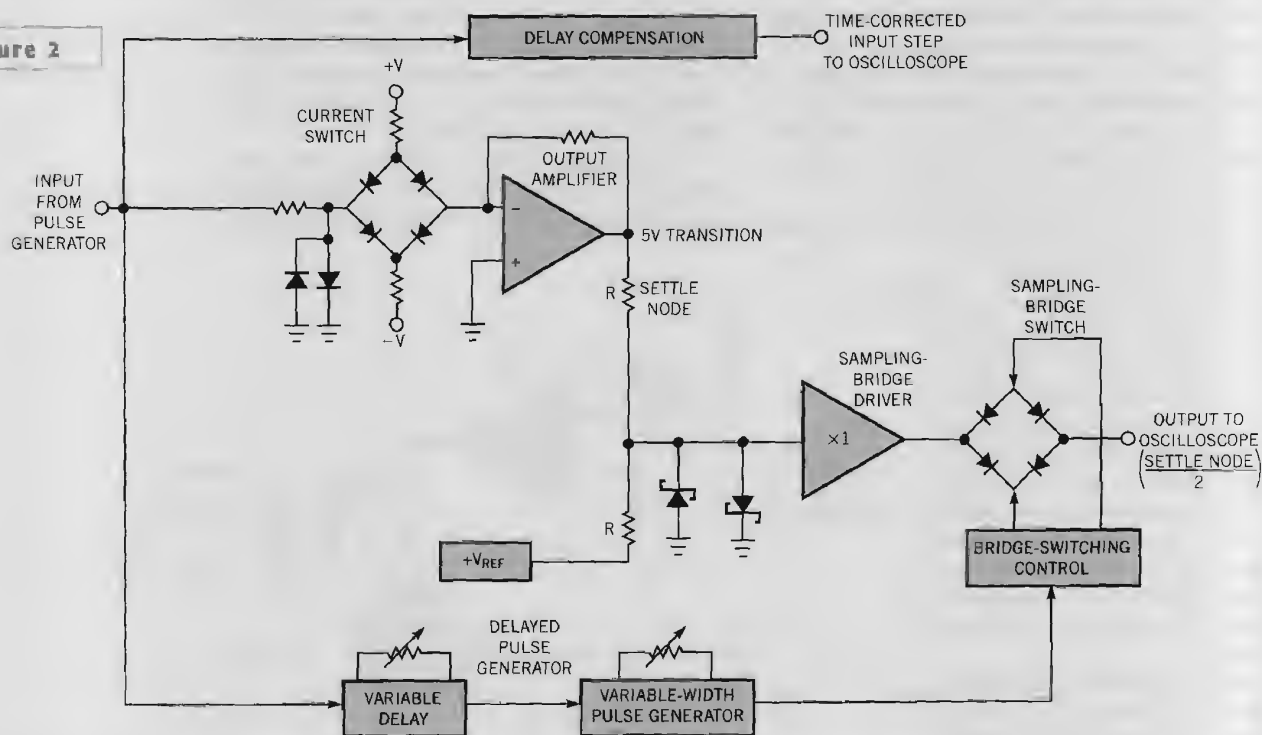 ure 2
DELAY COMPENSATION
TIME-CORRECTED
INPUT STEP
TO OSCILLOSCOPE
+V
CURRENT
SWITCH
INPUT
FROM
PULSE
GENERATOR
OUTPUT
AMPLIFIER
−
+
5V TRANSITION
−V
R
SETTLE
NODE
SAMPLING-
BRIDGE
SWITCH
SAMPLING-
BRIDGE
DRIVER
×1
OUTPUT TO
OSCILLOSCOPE
(SETTLE NODE)
2
R
+VREF
BRIDGE-SWITCHING
CONTROL
DELAYED
PULSE
GENERATOR
VARIABLE
DELAY
VARIABLE-WIDTH
PULSE GENERATOR